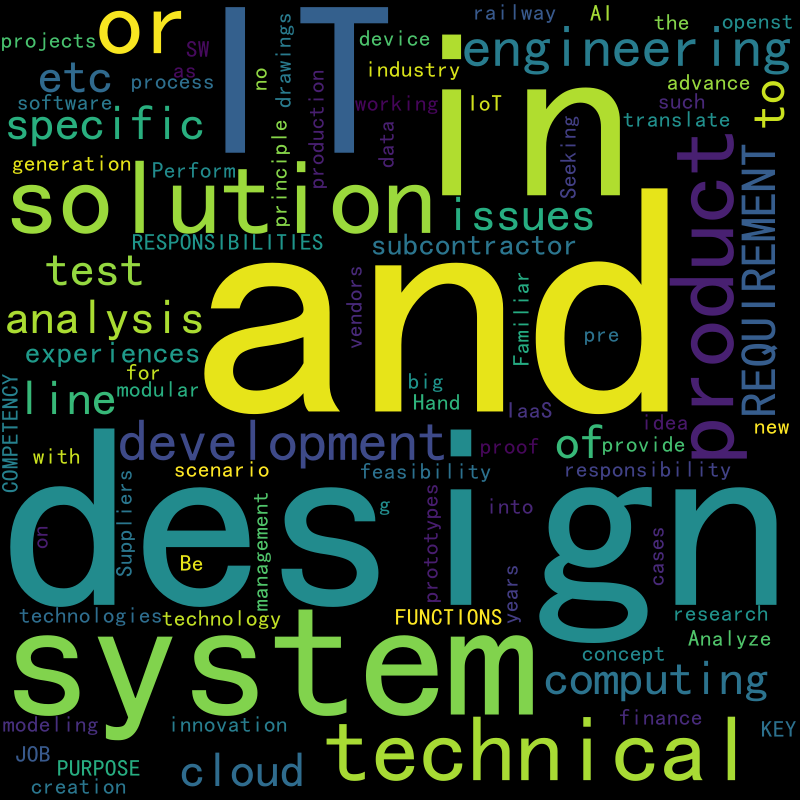 railway
AI
the
openst
projects
or
SW
as
no
drawings
IT
device
in
engineering
etc
process
industry
advance
software
production
working
IoT
such
to
specific
principle
data
Seeking
translate
generation
Perform
solution
issues
product
REQUIREMENT
RESPONSIBILITIES
subcontractor
test
vendors
and
Familiar
analysis
pre
experiences
for
big
line
modular
Hand
IaaS
idea
COMPETENCY
development
proof
of
provide
new
with
scenario
feasibility
responsibility
Suppliers
design
g
management
prototypes
into
cases
on
Be
years
technologies
technology
FUNCTIONS
research
system
Analyze
concept
computing
modeling
innovation
technical
finance
KEY
JOB
PURPOSE
cloud
creation